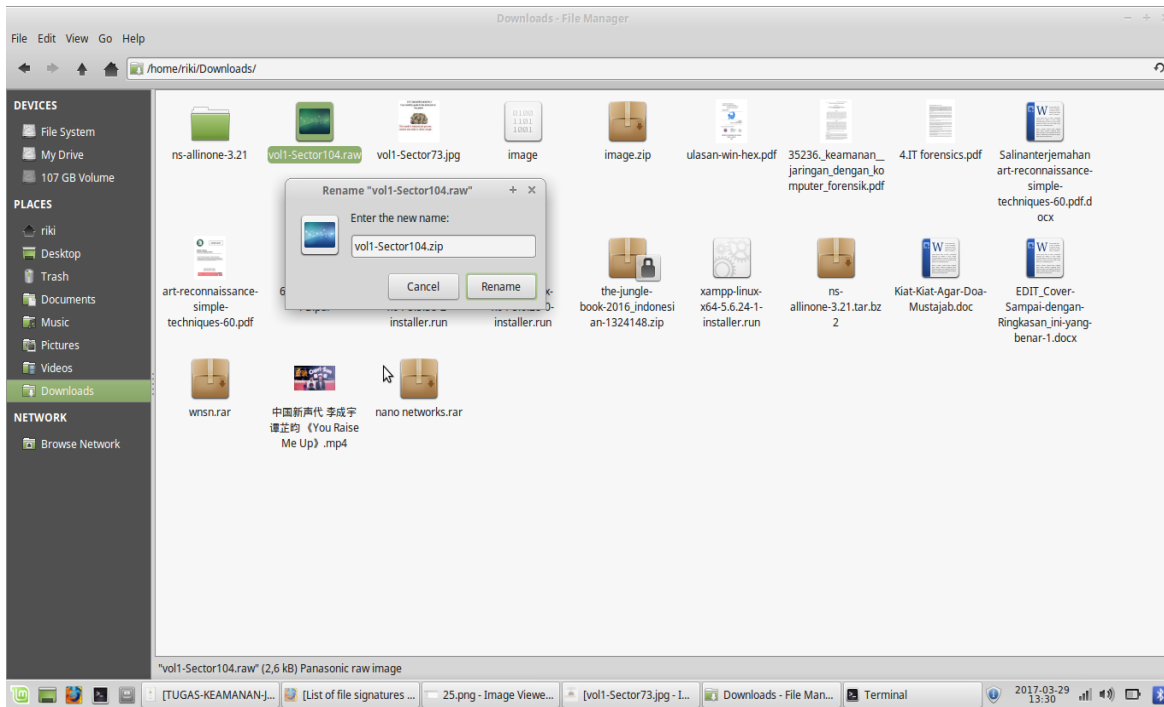 Downloads - File Manager
File Edit View Go Help
/home/riki/Downloads/
DEVICES
File System
My Drive
107 GB Volume
PLACES
riki
Desktop
Trash
Documents
Music
Pictures
Videos
Downloads
NETWORK
Browse Network
ns-allinone-3.21
vol1-Sector104.raw
vol1-Sector73.jpg
image
image.zip
ulasan-win-hex.pdf
35236._keamanan__
jaringan_dengan_ko
mputer_forensik.pdf
4.IT forensics.pdf
Salinanterjemahan
art-reconnaissance-
simple-
techniques-60.pdf.d
ocx
Rename "vol1-Sector104.raw"
Enter the new name:
vol1-Sector104.zip
Cancel
Rename
art-reconnaissance-
simple-
techniques-60.pdf
installer.run
installer.run
the-jungle-
book-2016_indonesi
an-1324148.zip
xampp-linux-
x64-5.6.24-1-
installer.run
ns-
allinone-3.21.tar.bz
2
Kiat-Kiat-Agar-Doa-
Mustajab.doc
EDIT_Cover-
Sampai-dengan-
Ringkasan_ini-yang-
benar-1.docx
wnsn.rar
中国新声代 李成宇
谭芷昀 《You Raise
Me Up》.mp4
nano networks.rar
"vol1-Sector104.raw" (2,6 kB) Panasonic raw image
[TUGAS-KEAMANAN-J...
[List of file signatures ...
25.png - Image Viewe...
[vol1-Sector73.jpg - I...
Downloads - File Man...
Terminal
2017-03-29
13:30